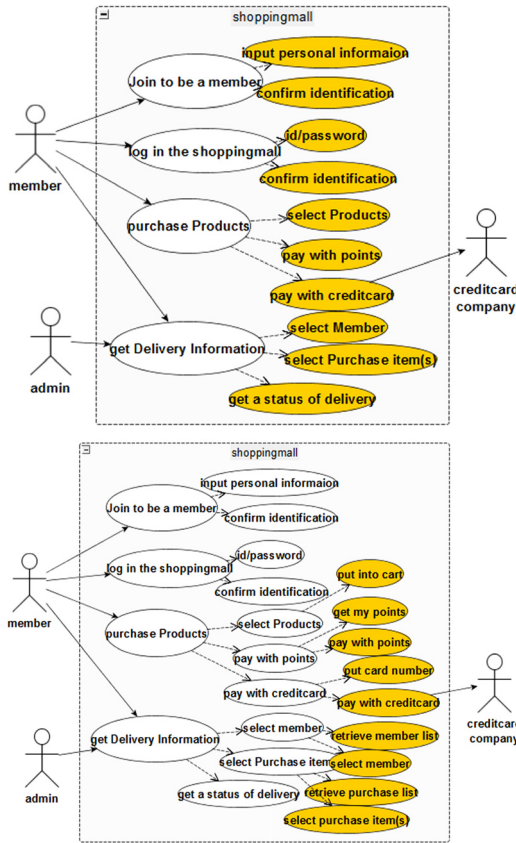 shoppingmall
input personal informaion
Join to be a member
confirm identification
member
id/password
log in the shoppingmall
confirm identification
select Products
purchase Products
pay with points
pay with creditcard
creditcard
company
select Member
get Delivery Information
select Purchase item(s)
admin
get a status of delivery
shoppingmall
input personal informaion
Join to be a member
confirm identification
id/password
log in the shoppingmall
put into cart
confirm identification
member
get my points
select Products
purchase Products
pay with points
pay with points
put card number
pay with creditcard
pay with creditcard
creditcard
company
select member
retrieve member list
get Delivery Information
select Purchase item
select member
admin
get a status of delivery
retrieve purchase list
select purchase item(s)